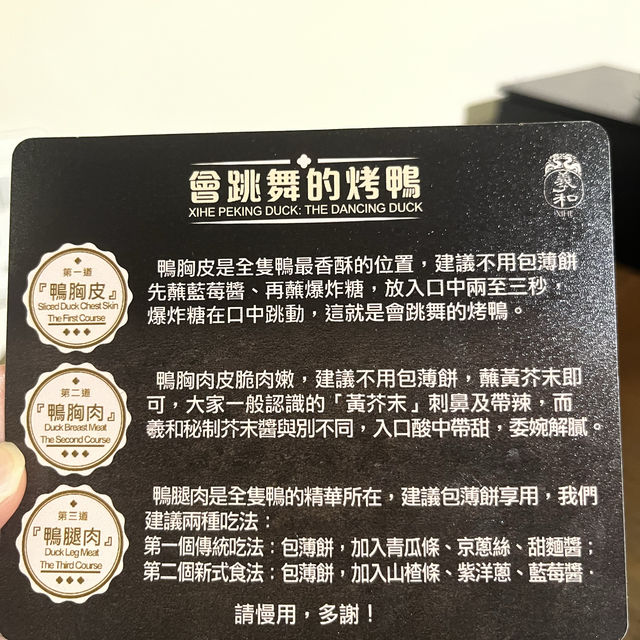 會跳舞的烤鴨
XIHE PEKING DUCK: THE DANCING DUCK
羲和
XIHE
第一道
『鴨胸皮』
Sliced Duck Chest Skin
The First Course
鴨胸皮是全隻鴨最香酥的位置，建議不用包薄餅
先蘸藍莓醬、再蘸爆炸糖，放入口中兩至三秒，
爆炸糖在口中跳動，這就是會跳舞的烤鴨。
第二道
『鴨胸肉』
Duck Breast Meat
The Second Course
鴨胸肉皮脆肉嫩，建議不用包薄餅，蘸黃芥末即
可，大家一般認識的「黃芥末」刺鼻及帶辣，而
羲和秘制芥末醬與別不同，入口酸中帶甜，委婉解膩。
第三道
『鴨腿肉』
Duck Leg Meat
The Third Course
鴨腿肉是全隻鴨的精華所在，建議包薄餅享用，我們
建議兩種吃法：
第一個傳統吃法：包薄餅，加入青瓜條、京蔥絲、甜麵醬；
第二個新式食法：包薄餅，加入山楂條、紫洋蔥、藍莓醬．
請慢用，多謝！